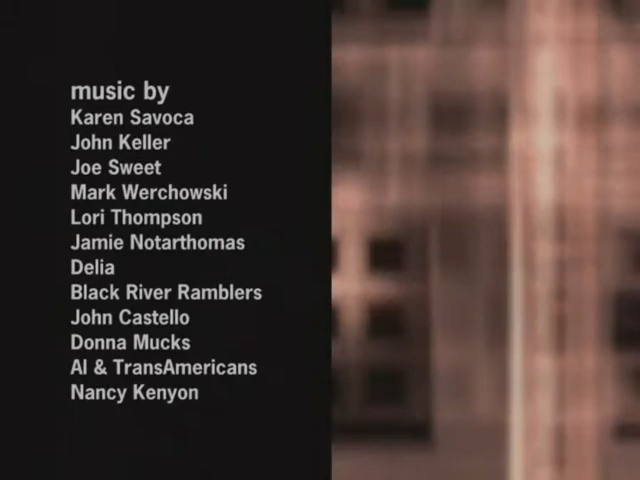 music by
Karen Savoca
John Keller
Joe Sweet
Mark Werchowski
Lori Thompson
Jamie Notarthomas
Delia
Black River Ramblers
John Castello
Donna Mucks
Al & TransAmericans
Nancy Kenyon